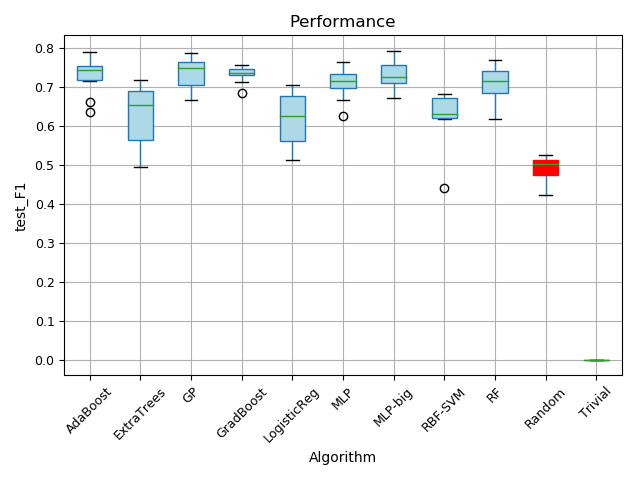 Performance
test_F1
0.8
0.7
0.6
0.5
0.4
0.3
0.2
0.1
0.0
AdaBoost
ExtraTrees
GP
GradBoost
LogisticReg
MLP
MLP-big
RBF-SVM
RF
Random
Trivial
Algorithm